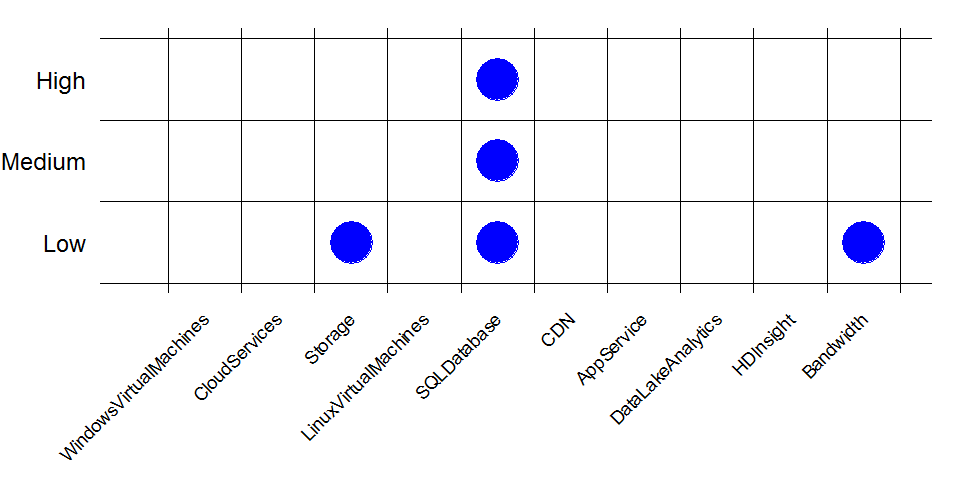 High
Medium
Low
WindowsVirtualMachines
CloudServices
Storage
LinuxVirtualMachines
SQLDatabase
CDN
AppService
DataLakeAnalytics
HDInsight
Bandwidth